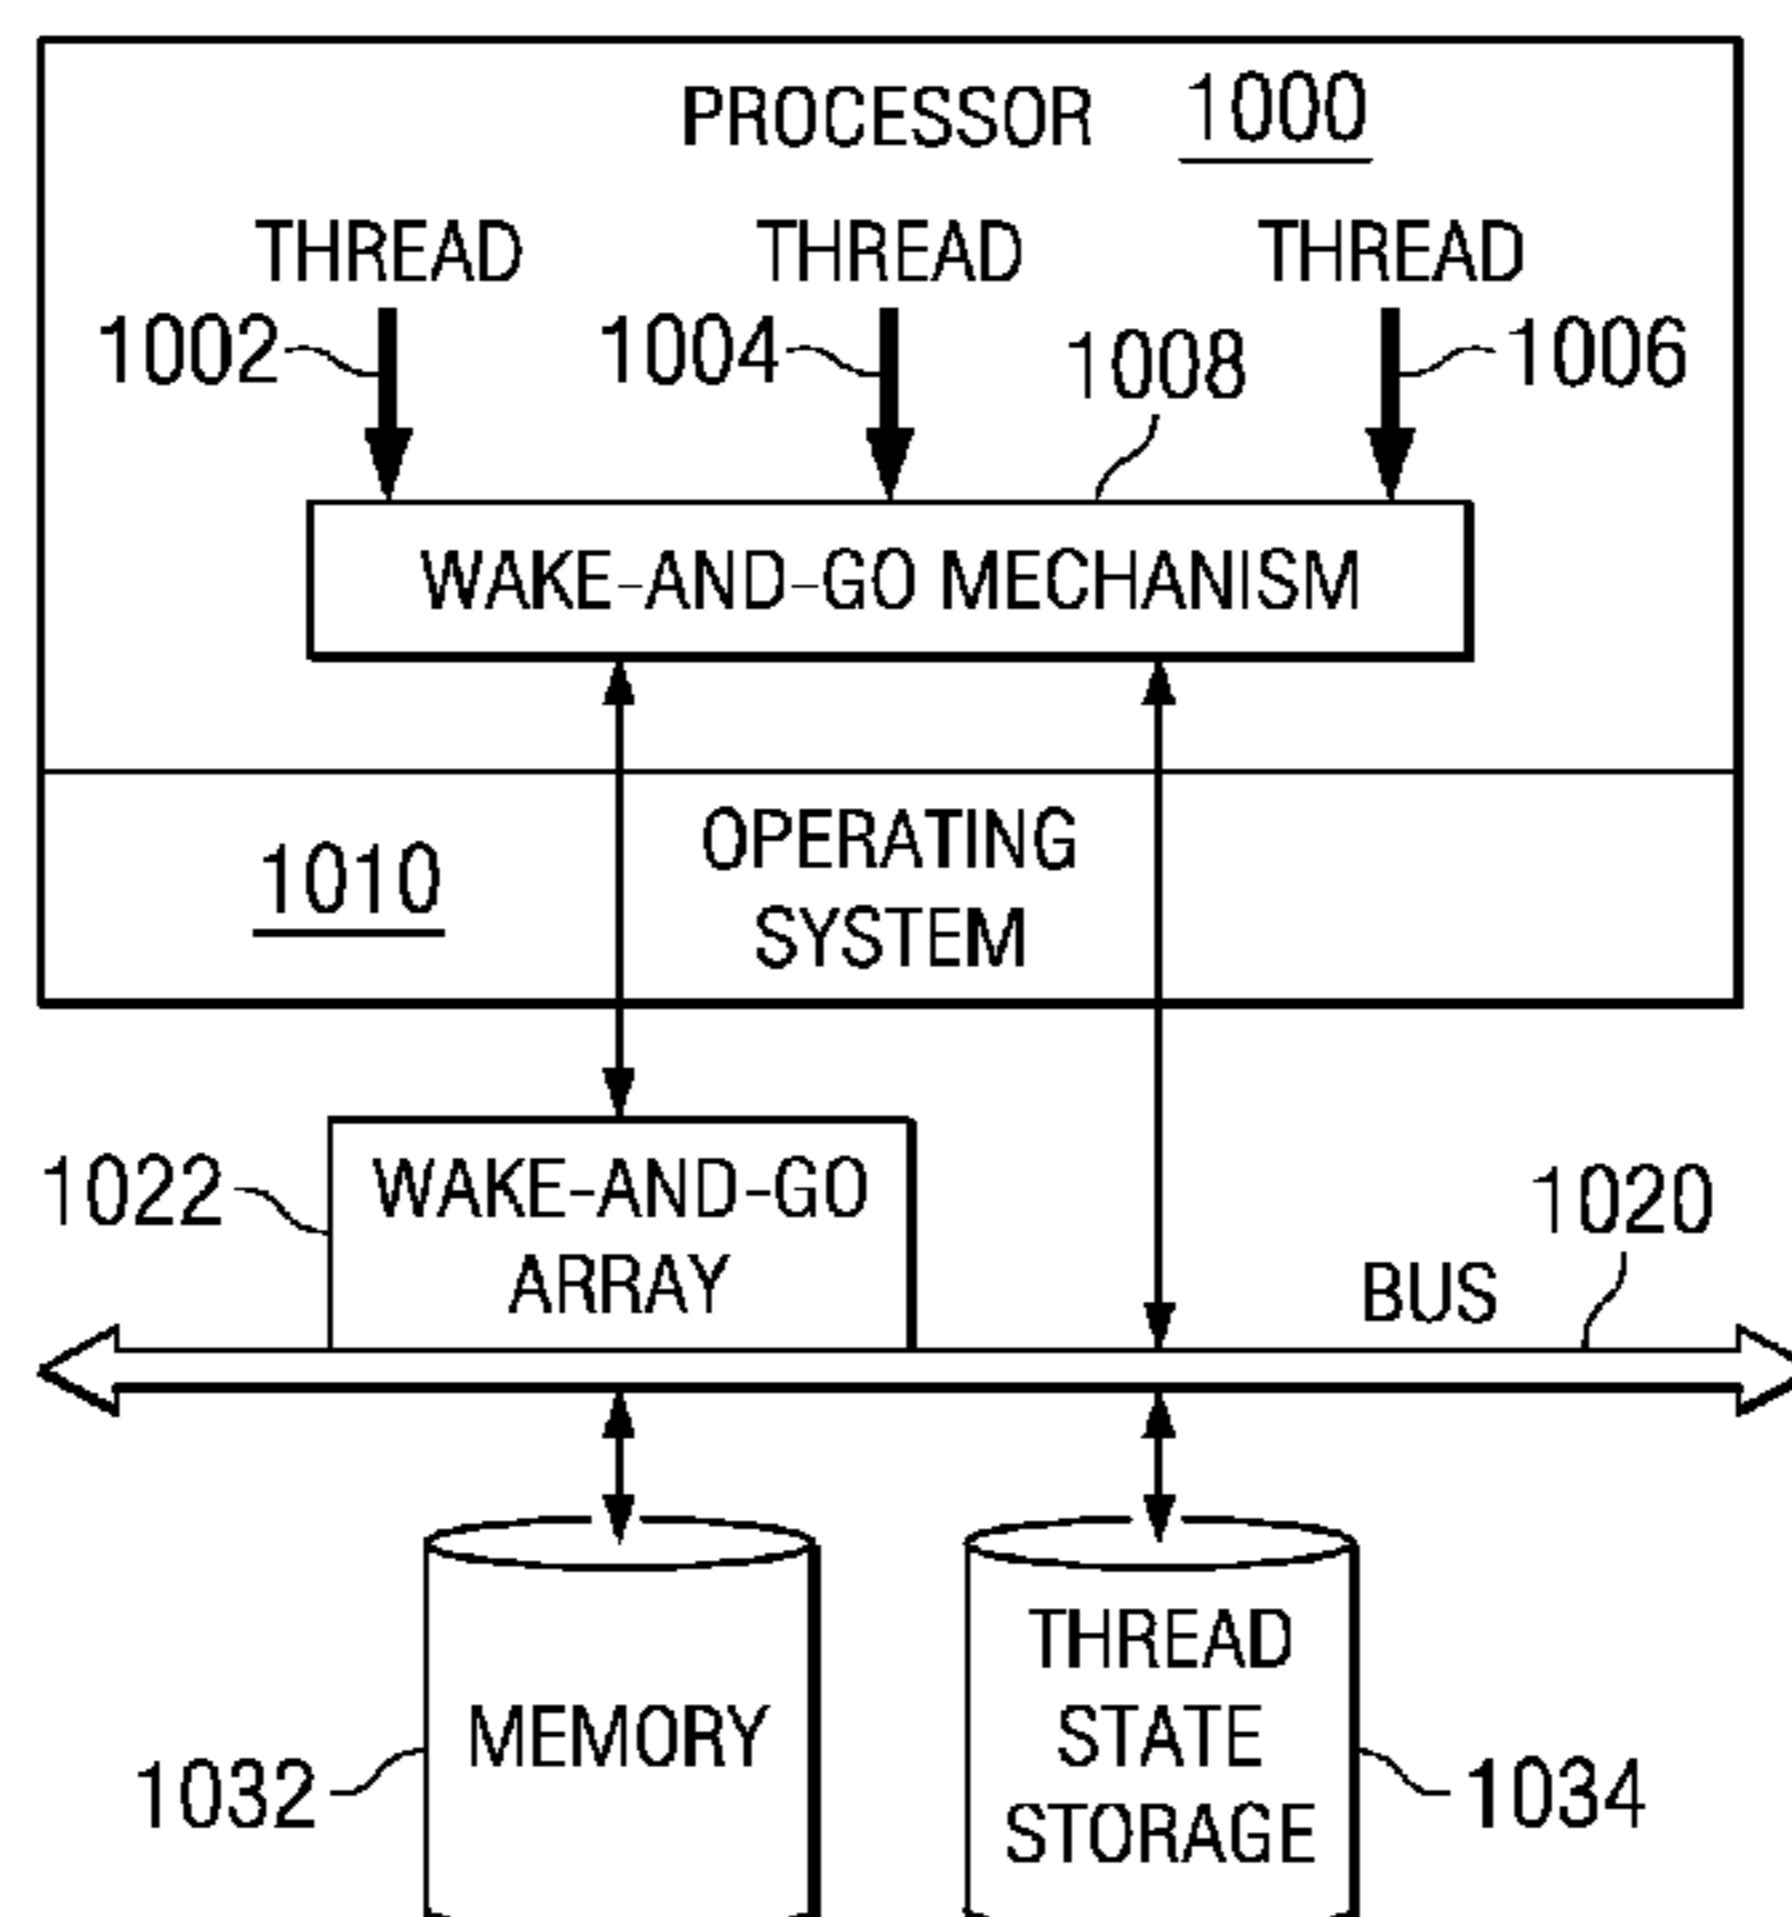 PROCESSOR 1000
THREAD THREAD THREAD
1002 1004 1008 1006
WAKE-AND-GO MECHANISM
1010 OPERATING
SYSTEM
1022 WAKE-AND-GO
ARRAY
BUS 1020
1032 MEMORY
THREAD
STATE
STORAGE
1034